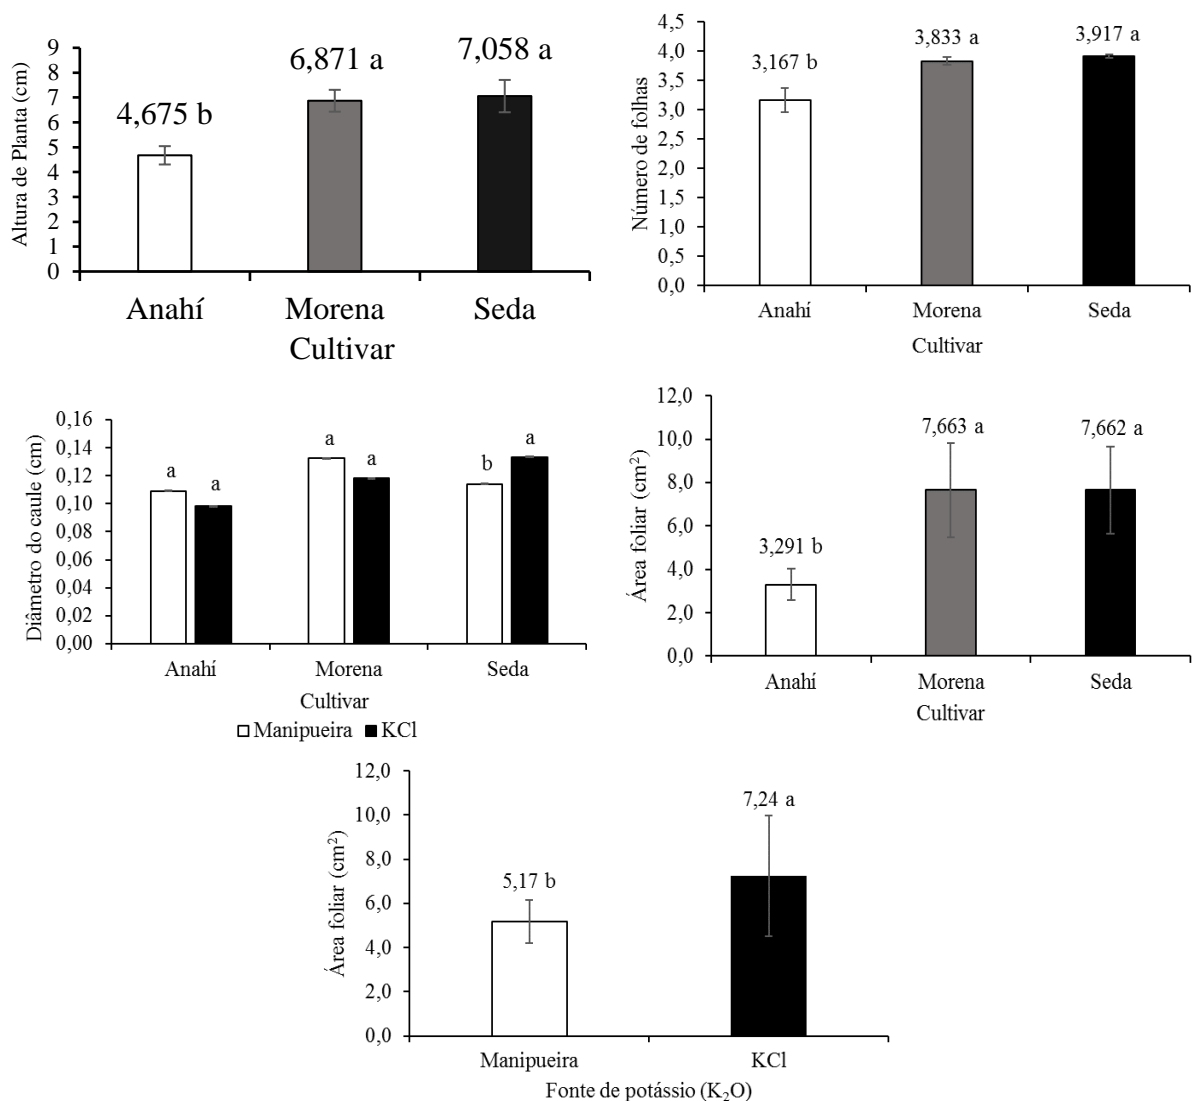 Altura de Planta (cm)
9
8
7
6
5
4
3
2
1
0
4,675 b
6,871 a
7,058 a
Anahí
Morena
Seda
Cultivar
Número de folhas
4,5
4,0
3,5
3,0
2,5
2,0
1,5
1,0
0,5
0,0
3,167 b
3,833 a
3,917 a
Anahí
Morena
Seda
Cultivar
Diâmetro do caule (cm)
0,16
0,14
0,12
0,10
0,08
0,06
0,04
0,02
0,00
a
a
a
a
b
a
Anahí
Morena
Seda
Cultivar
Manipueira
KCl
Área foliar (cm²)
12,0
10,0
8,0
6,0
4,0
2,0
0,0
3,291 b
7,663 a
7,662 a
Anahí
Morena
Seda
Cultivar
Área foliar (cm²)
12,0
10,0
8,0
6,0
4,0
2,0
0,0
5,17 b
7,24 a
Manipueira
KCl
Fonte de potássio (K₂O)